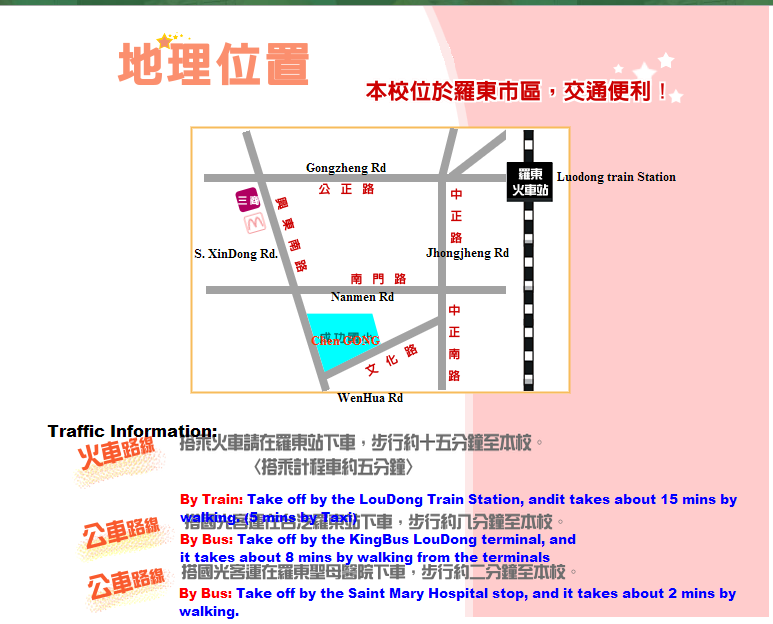 地理位置
本校位於羅東市區，交通便利！
Gongzheng Rd
公正路
羅東
火車站
Luodong train Station
三商
興東南路
中正路
S. XinDong Rd.
Jhongjheng Rd
南門路
Nanmen Rd
中正南路
成功國小
Chen GONG
文化路
WenHua Rd
Traffic Information:
火車路線
搭乘火車請在羅東站下車，步行約十五分鐘至本校。
〈搭乘計程車約五分鐘〉
By Train: Take off by the LouDong Train Station, andit takes about 15 mins by
walking. (5 mins by Taxi)
公車路線
搭國光客運在台汽羅東站下車，步行約八分鐘至本校。
By Bus: Take off by the KingBus LouDong terminal, and
it takes about 8 mins by walking from the terminals
公車路線
搭國光客運在羅東聖母醫院下車，步行約二分鐘至本校。
By Bus: Take off by the Saint Mary Hospital stop, and it takes about 2 mins by
walking.